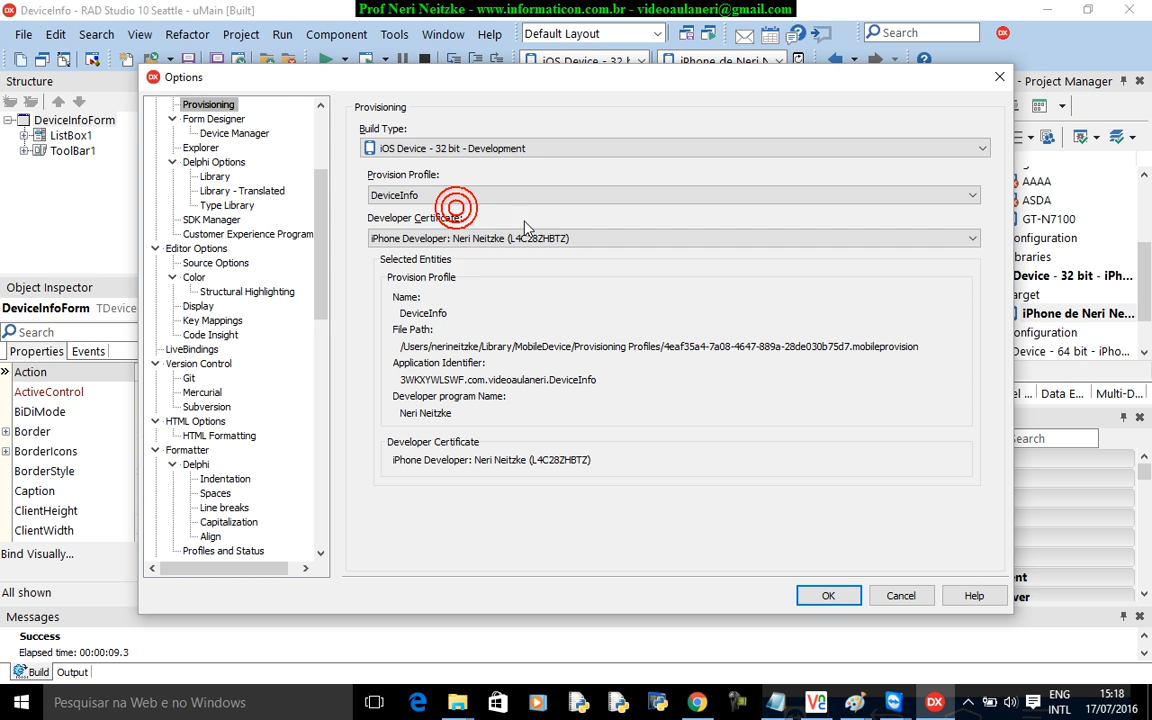 DeviceInfo - RAD Studio 10 Seattle - uMain [Built]
Prof Neri Neitzke - www.informaticon.com.br - videoaulaneri@gmail.com
File Edit Search View Refactor Project Run Component Tools Window Help
Default Layout
Search
Structure
iOS Device - 32 b
iPhone de Neri N
Options
- Project Manager
DeviceInfoForm
ListBox1
ToolBar1
Provisioning
Form Designer
Device Manager
Explorer
Delphi Options
Library
Library - Translated
Type Library
SDK Manager
Customer Experience Program
Editor Options
Source Options
Color
Structural Highlighting
Display
Key Mappings
Code Insight
LiveBindings
Version Control
Git
Mercurial
Subversion
HTML Options
HTML Formatting
Formatter
Delphi
Indentation
Spaces
Line breaks
Capitalization
Align
Profiles and Status
Provisioning
Build Type:
iOS Device - 32 bit - Development
Provision Profile:
DeviceInfo
Developer Certificate:
iPhone Developer: Neri Neitzke (L4C28ZHBTZ)
Selected Entities
Provision Profile
Name:
DeviceInfo
File Path:
/Users/nerineitzke/Library/MobileDevice/Provisioning Profiles/4eaf35a4-7a08-4647-889a-28de030b75d7.mobileprovision
Application Identifier:
3WKXYWLSWF.com.videoaulaneri.DeviceInfo
Developer program Name:
Neri Neitzke
Developer Certificate
iPhone Developer: Neri Neitzke (L4C28ZHBTZ)
OK
Cancel
Help
AAAA
ASDA
GT-N7100
onfiguration
braries
Device - 32 bit - iPh...
arget
iPhone de Neri Ne...
onfiguration
Device - 64 bit - iPho...
el ... Data E... Multi-D...
earch
ent
ver
Object Inspector
DeviceInfoForm TDevice
Search
Properties Events
Action
ActiveControl
BiDiMode
Border
BorderIcons
BorderStyle
Caption
ClientHeight
ClientWidth
Bind Visually...
All shown
Messages
Success
Elapsed time: 00:00:09.3
Build Output
Pesquisar na Web e no Windows
ENG
INTL
15:18
17/07/2016